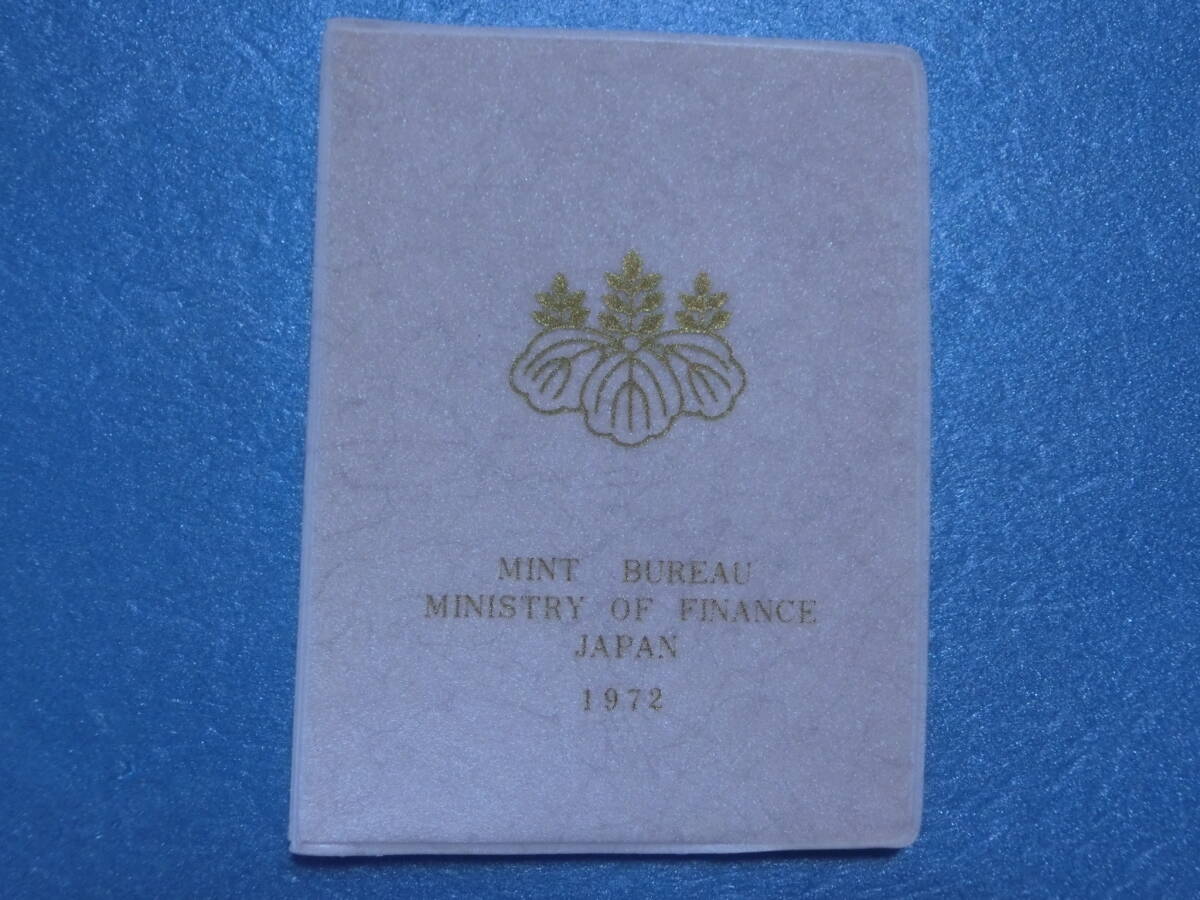 MINT BUREAU
MINISTRY OF FINANCE
JAPAN
1972